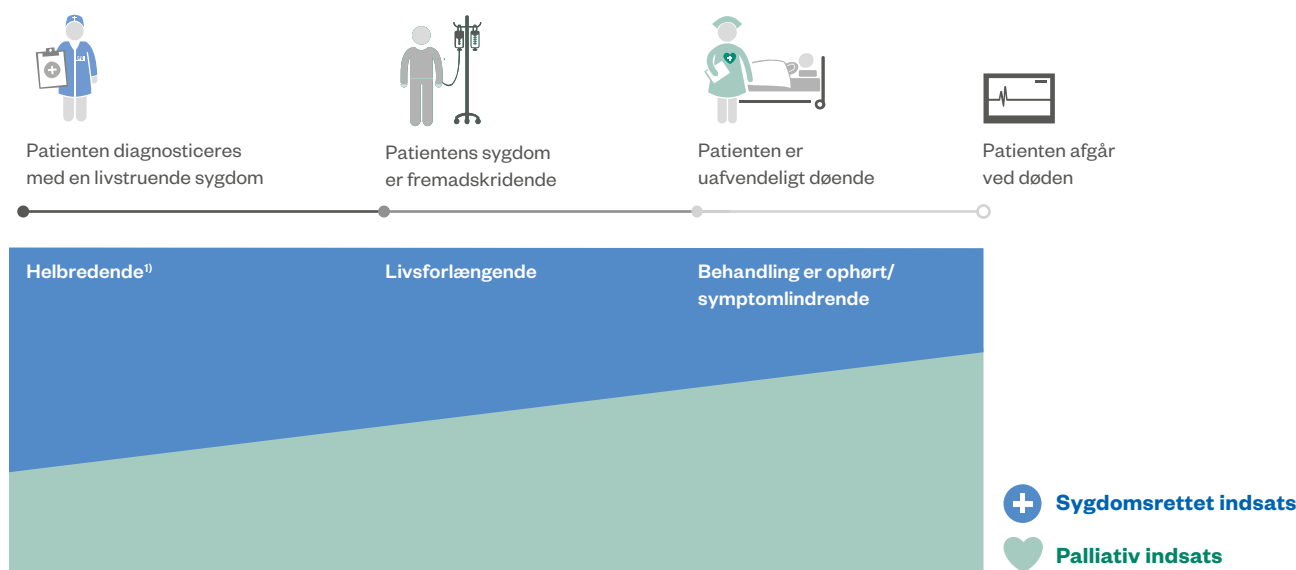 Patienten diagnosticeres
med en livstruende sygdom
Patientens sygdom
er fremadskridende
Patienten er
uafvendeligt døende
Patienten afgår
ved døden
Helbredende¹⁾
Livsforlængende
Behandling er ophørt/
symptomlindrende
Sygdomsrettet indsats
Palliativ indsats